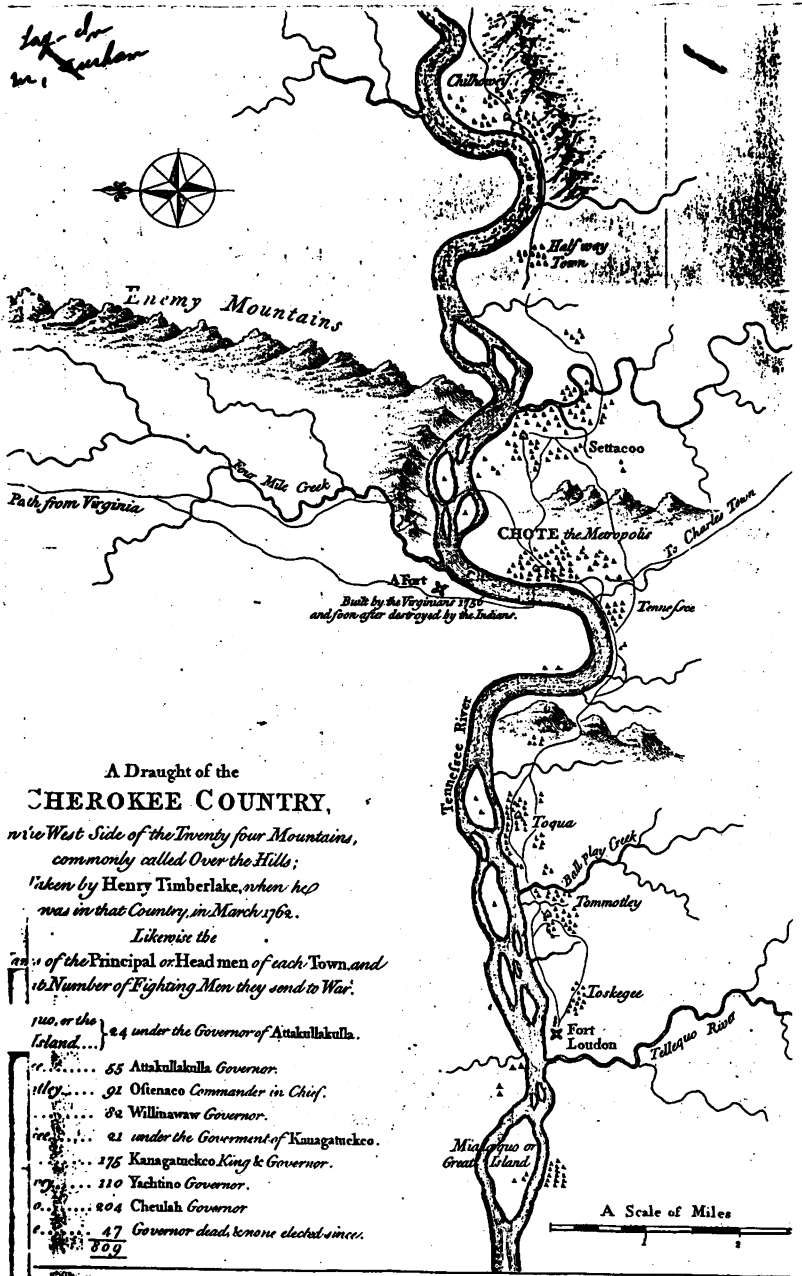 Chilhowey
Half way
Town
Enemy Mountains
Settacoo
Four Mile Creek
Path from Virginia
CHOTE the Metropolis
To Charles Town
A Fort
Built by the Virginians 1756
and soon after destroyed by the Indians.
Tennessee
Tennessee River
Toqua
Ball play Creek
Tommotley
Toskegee
Fort
Loudon
Tellequo River
Great Island
A Draught of the
CHEROKEE COUNTRY,
West Side of the Twenty four Mountains,
commonly called Over the Hills;
Taken by Henry Timberlake, when he
was in that Country, in March 1762.
Likewise the
of the Principal or Head men of each Town, and
Number of Fighting Men they send to War.
quo, or the
Island.... } 24 under the Governor of Attakullakulla.
55 Attakullakulla Governor.
91 Ostenaco Commander in Chief.
82 Willinawaw Governor.
21 under the Goverment of Kanagatuckco.
175 Kanagatuckco King & Governor.
110 Yachtino Governor.
204 Cheulah Governor
47 Governor dead, & none elected since.
809
A Scale of Miles
1 2